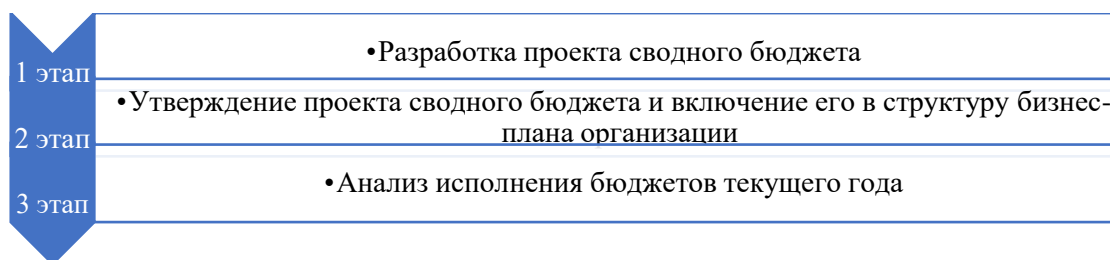 1 этап
•Разработка проекта сводного бюджета
2 этап
•Утверждение проекта сводного бюджета и включение его в структуру бизнес-
плана организации
3 этап
•Анализ исполнения бюджетов текущего года